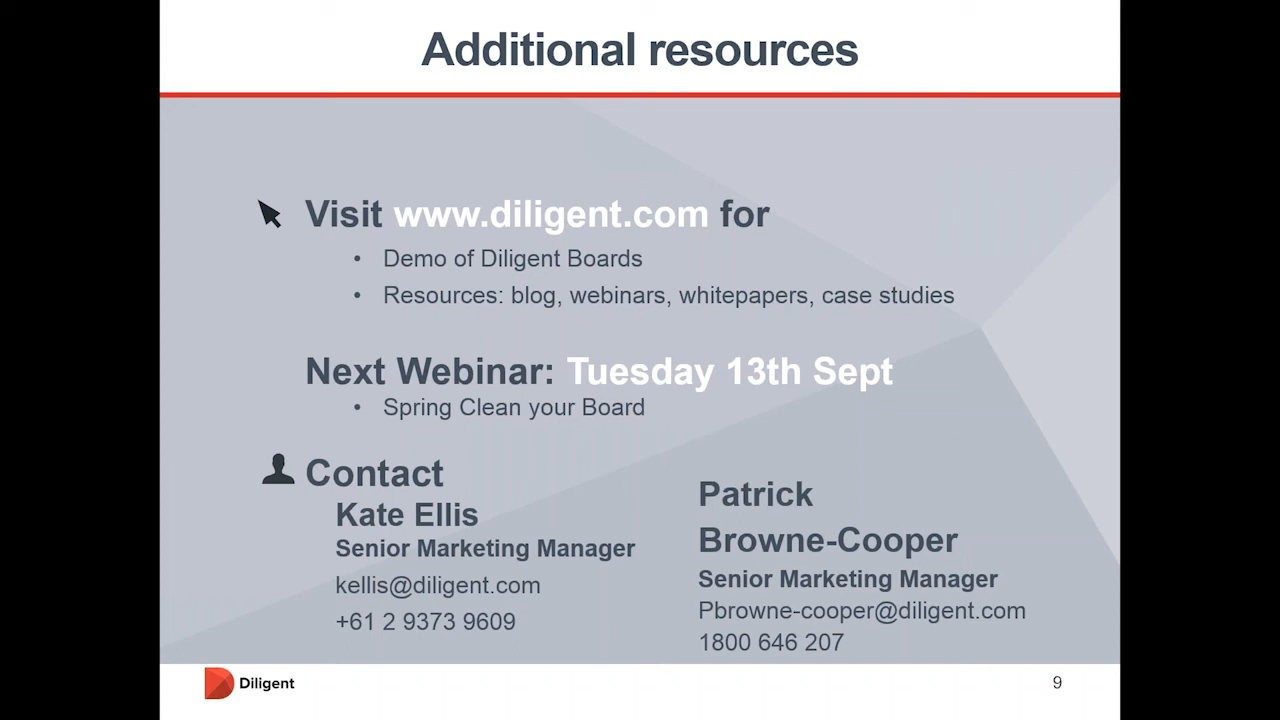 Additional resources
Visit www.diligent.com for
• Demo of Diligent Boards
• Resources: blog, webinars, whitepapers, case studies
Next Webinar: Tuesday 13th Sept
• Spring Clean your Board
Contact
Kate Ellis
Senior Marketing Manager
kellis@diligent.com
+61 2 9373 9609
Patrick
Browne-Cooper
Senior Marketing Manager
Pbrowne-cooper@diligent.com
1800 646 207
Diligent
9